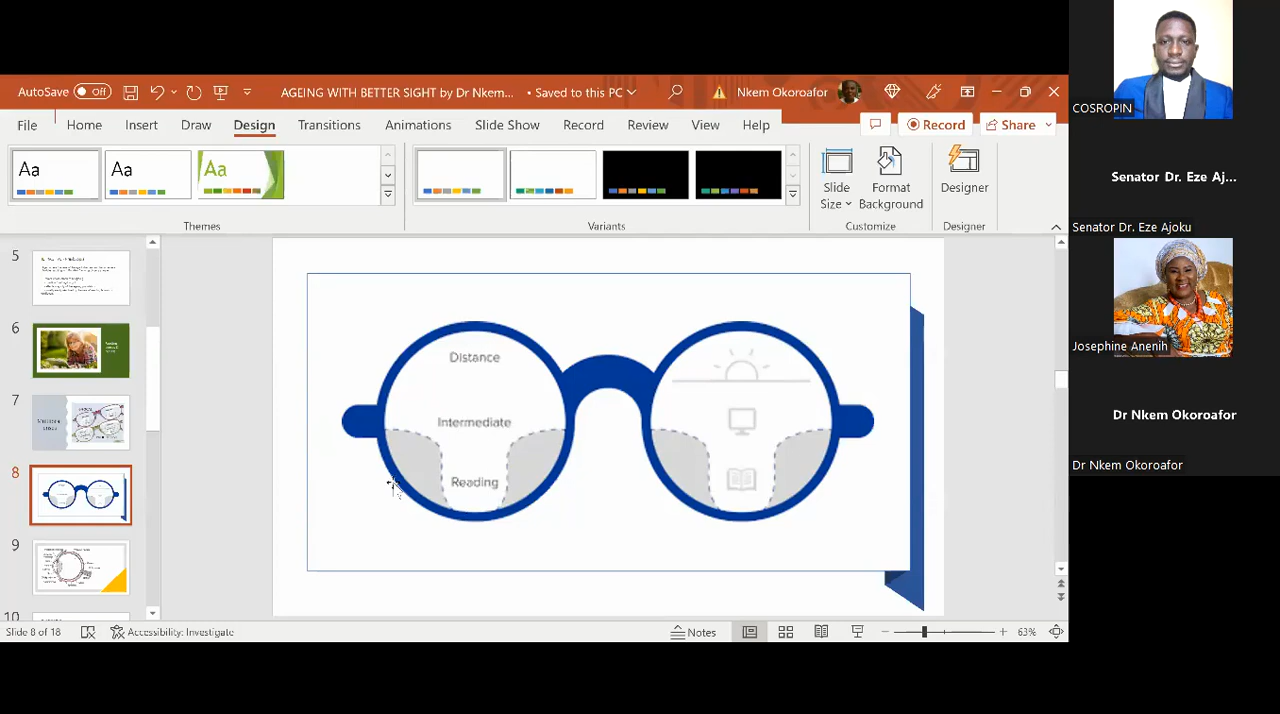 AutoSave Off AGEING WITH BETTER SIGHT by Dr Nkem... • Saved to this PC Nkem Okoroafor
File Home Insert Draw Design Transitions Animations Slide Show Record Review View Help Record Share
Aa Aa Aa
Slide Size Format Background Designer
Themes Variants Customize Designer
5
6
7
8
9
10
Distance
Intermediate
Reading
Slide 8 of 18 Accessibility: Investigate Notes 63%
COSROPIN
Senator Dr. Eze Aj...
Senator Dr. Eze Ajoku
Josephine Anenih
Dr Nkem Okoroafor
Dr Nkem Okoroafor